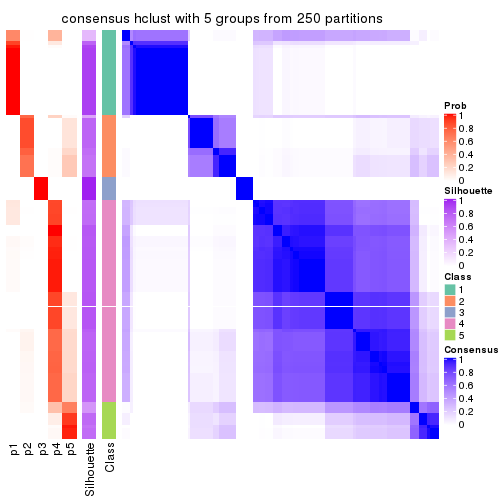 consensus hclust with 5 groups from 250 partitions
Prob
1
0.8
0.6
0.4
0.2
0
Silhouette
1
0.8
0.6
0.4
0.2
0
Class
1
2
3
4
5
Consensus
1
0.8
0.6
0.4
0.2
0
p1
p2
p3
p4
p5
Silhouette
Class